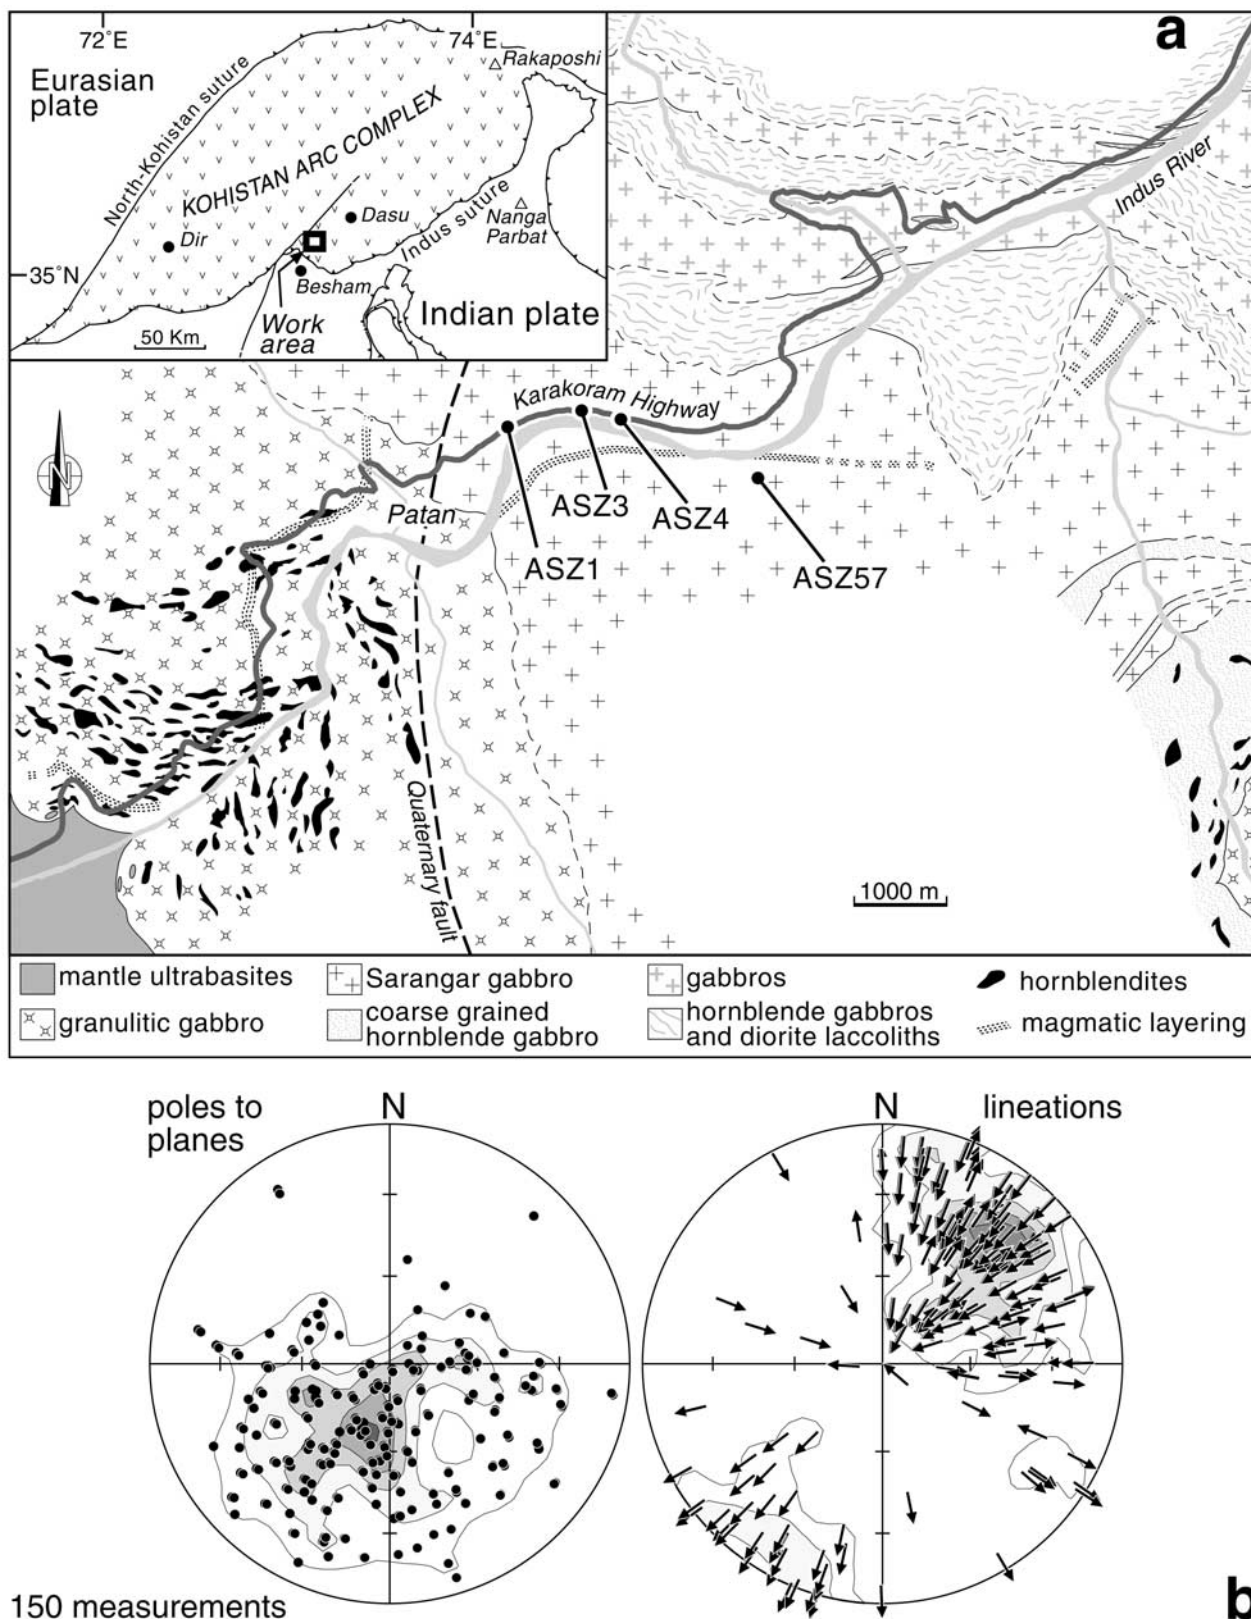 a
72°E
74°E
Rakaposhi
Eurasian
plate
North-Kohistan suture
KOHISTAN ARC COMPLEX
Dasu
Dir
Indus suture
Nanga
Parbat
35°N
Besham
Indian plate
Work
area
50 Km
Indus River
Karakoram Highway
N
Patan
ASZ3
ASZ4
ASZ1
ASZ57
Quaternary fault
1000 m
mantle ultrabasites
Sarangar gabbro
gabbros
hornblendites
granulitic gabbro
coarse grained
hornblende gabbro
hornblende gabbros
and diorite laccoliths
magmatic layering
poles to
planes
N
N
lineations
150 measurements
b